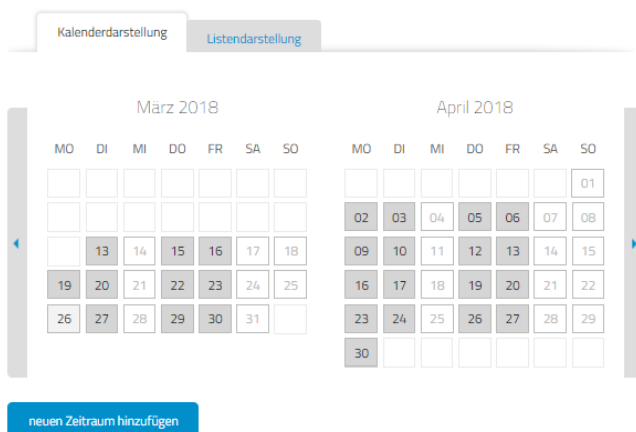 Kalenderdarstellung
Listendarstellung
März 2018
MO DI MI DO FR SA SO
13 14 15 16 17 18
19 20 21 22 23 24 25
26 27 28 29 30 31
April 2018
MO DI MI DO FR SA SO
01
02 03 04 05 06 07 08
09 10 11 12 13 14 15
16 17 18 19 20 21 22
23 24 25 26 27 28 29
30
neuen Zeitraum hinzufügen